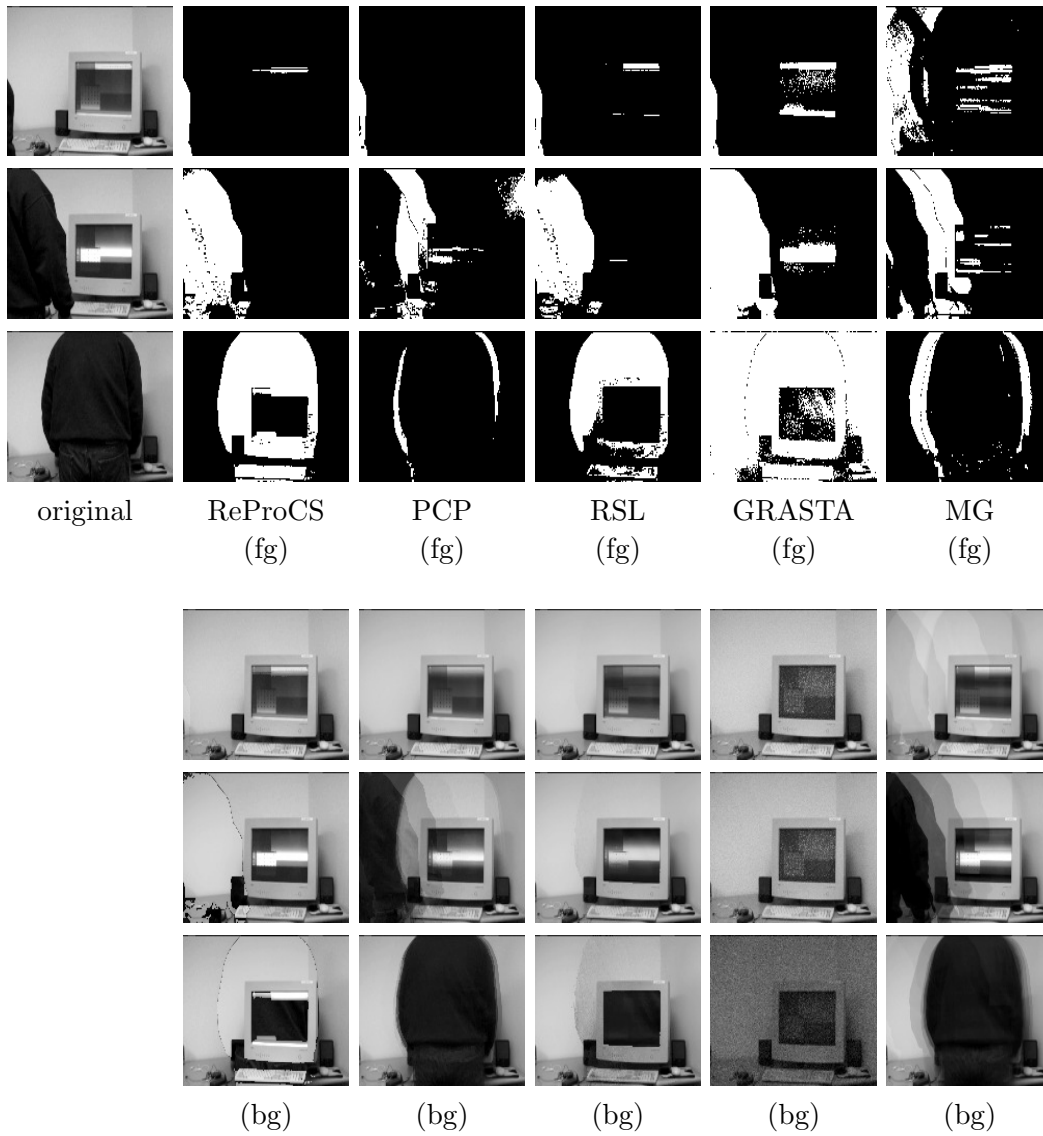 original ReProCS PCP RSL GRASTA MG
(fg) (fg) (fg) (fg) (fg)
(bg) (bg) (bg) (bg) (bg)